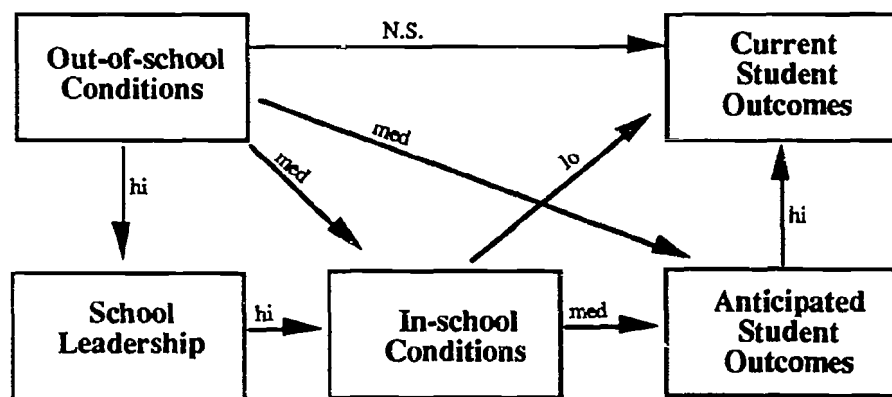 Out-of-school
Conditions
N.S.
Current
Student
Outcomes
med
lo
med
hi
hi
School
Leadership
hi
In-school
Conditions
med
Anticipated
Student
Outcomes